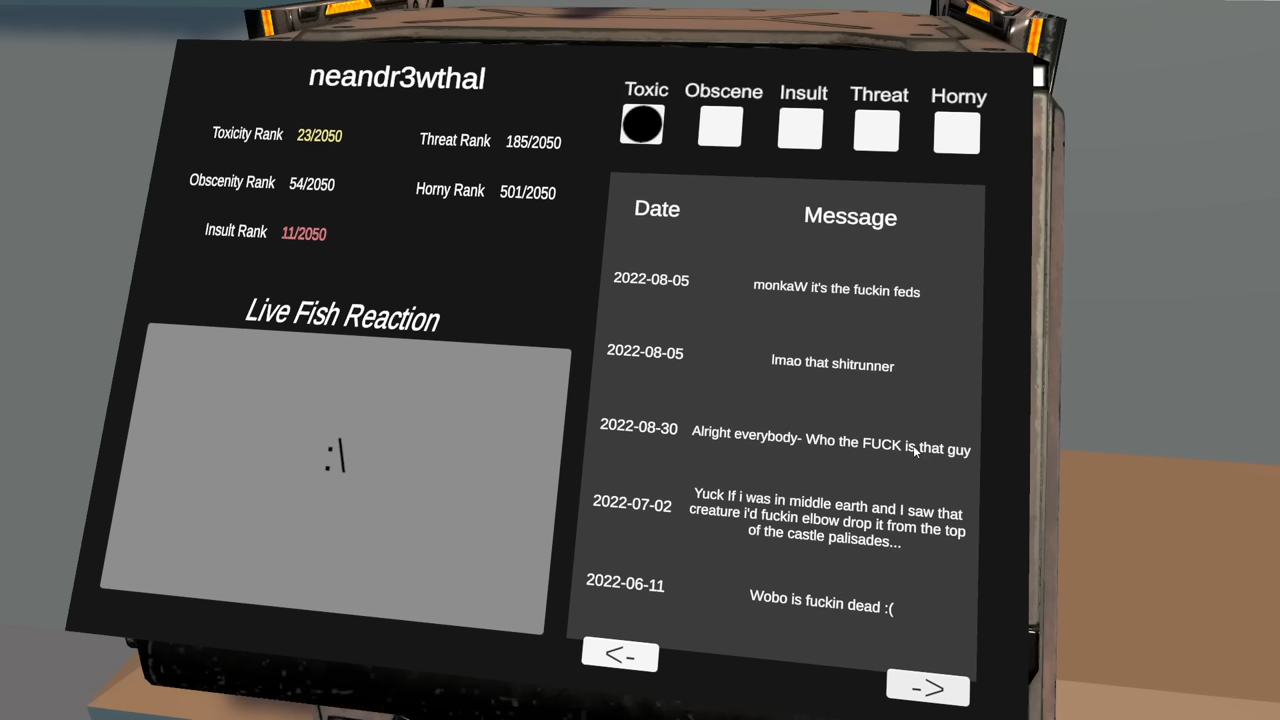 neandr3wthal
Toxicity Rank 23/2050
Threat Rank 185/2050
Obscenity Rank 54/2050
Horny Rank 501/2050
Insult Rank 11/2050
Live Fish Reaction
:\
Toxic Obscene Insult Threat Horny
Date Message
2022-08-05 monkaW it's the fuckin feds
2022-08-05 lmao that shitrunner
2022-08-30 Alright everybody- Who the FUCK is that guy
2022-07-02 Yuck If i was in middle earth and I saw that
creature i'd fuckin elbow drop it from the top
of the castle palisades...
2022-06-11 Wobo is fuckin dead :(
<- ->